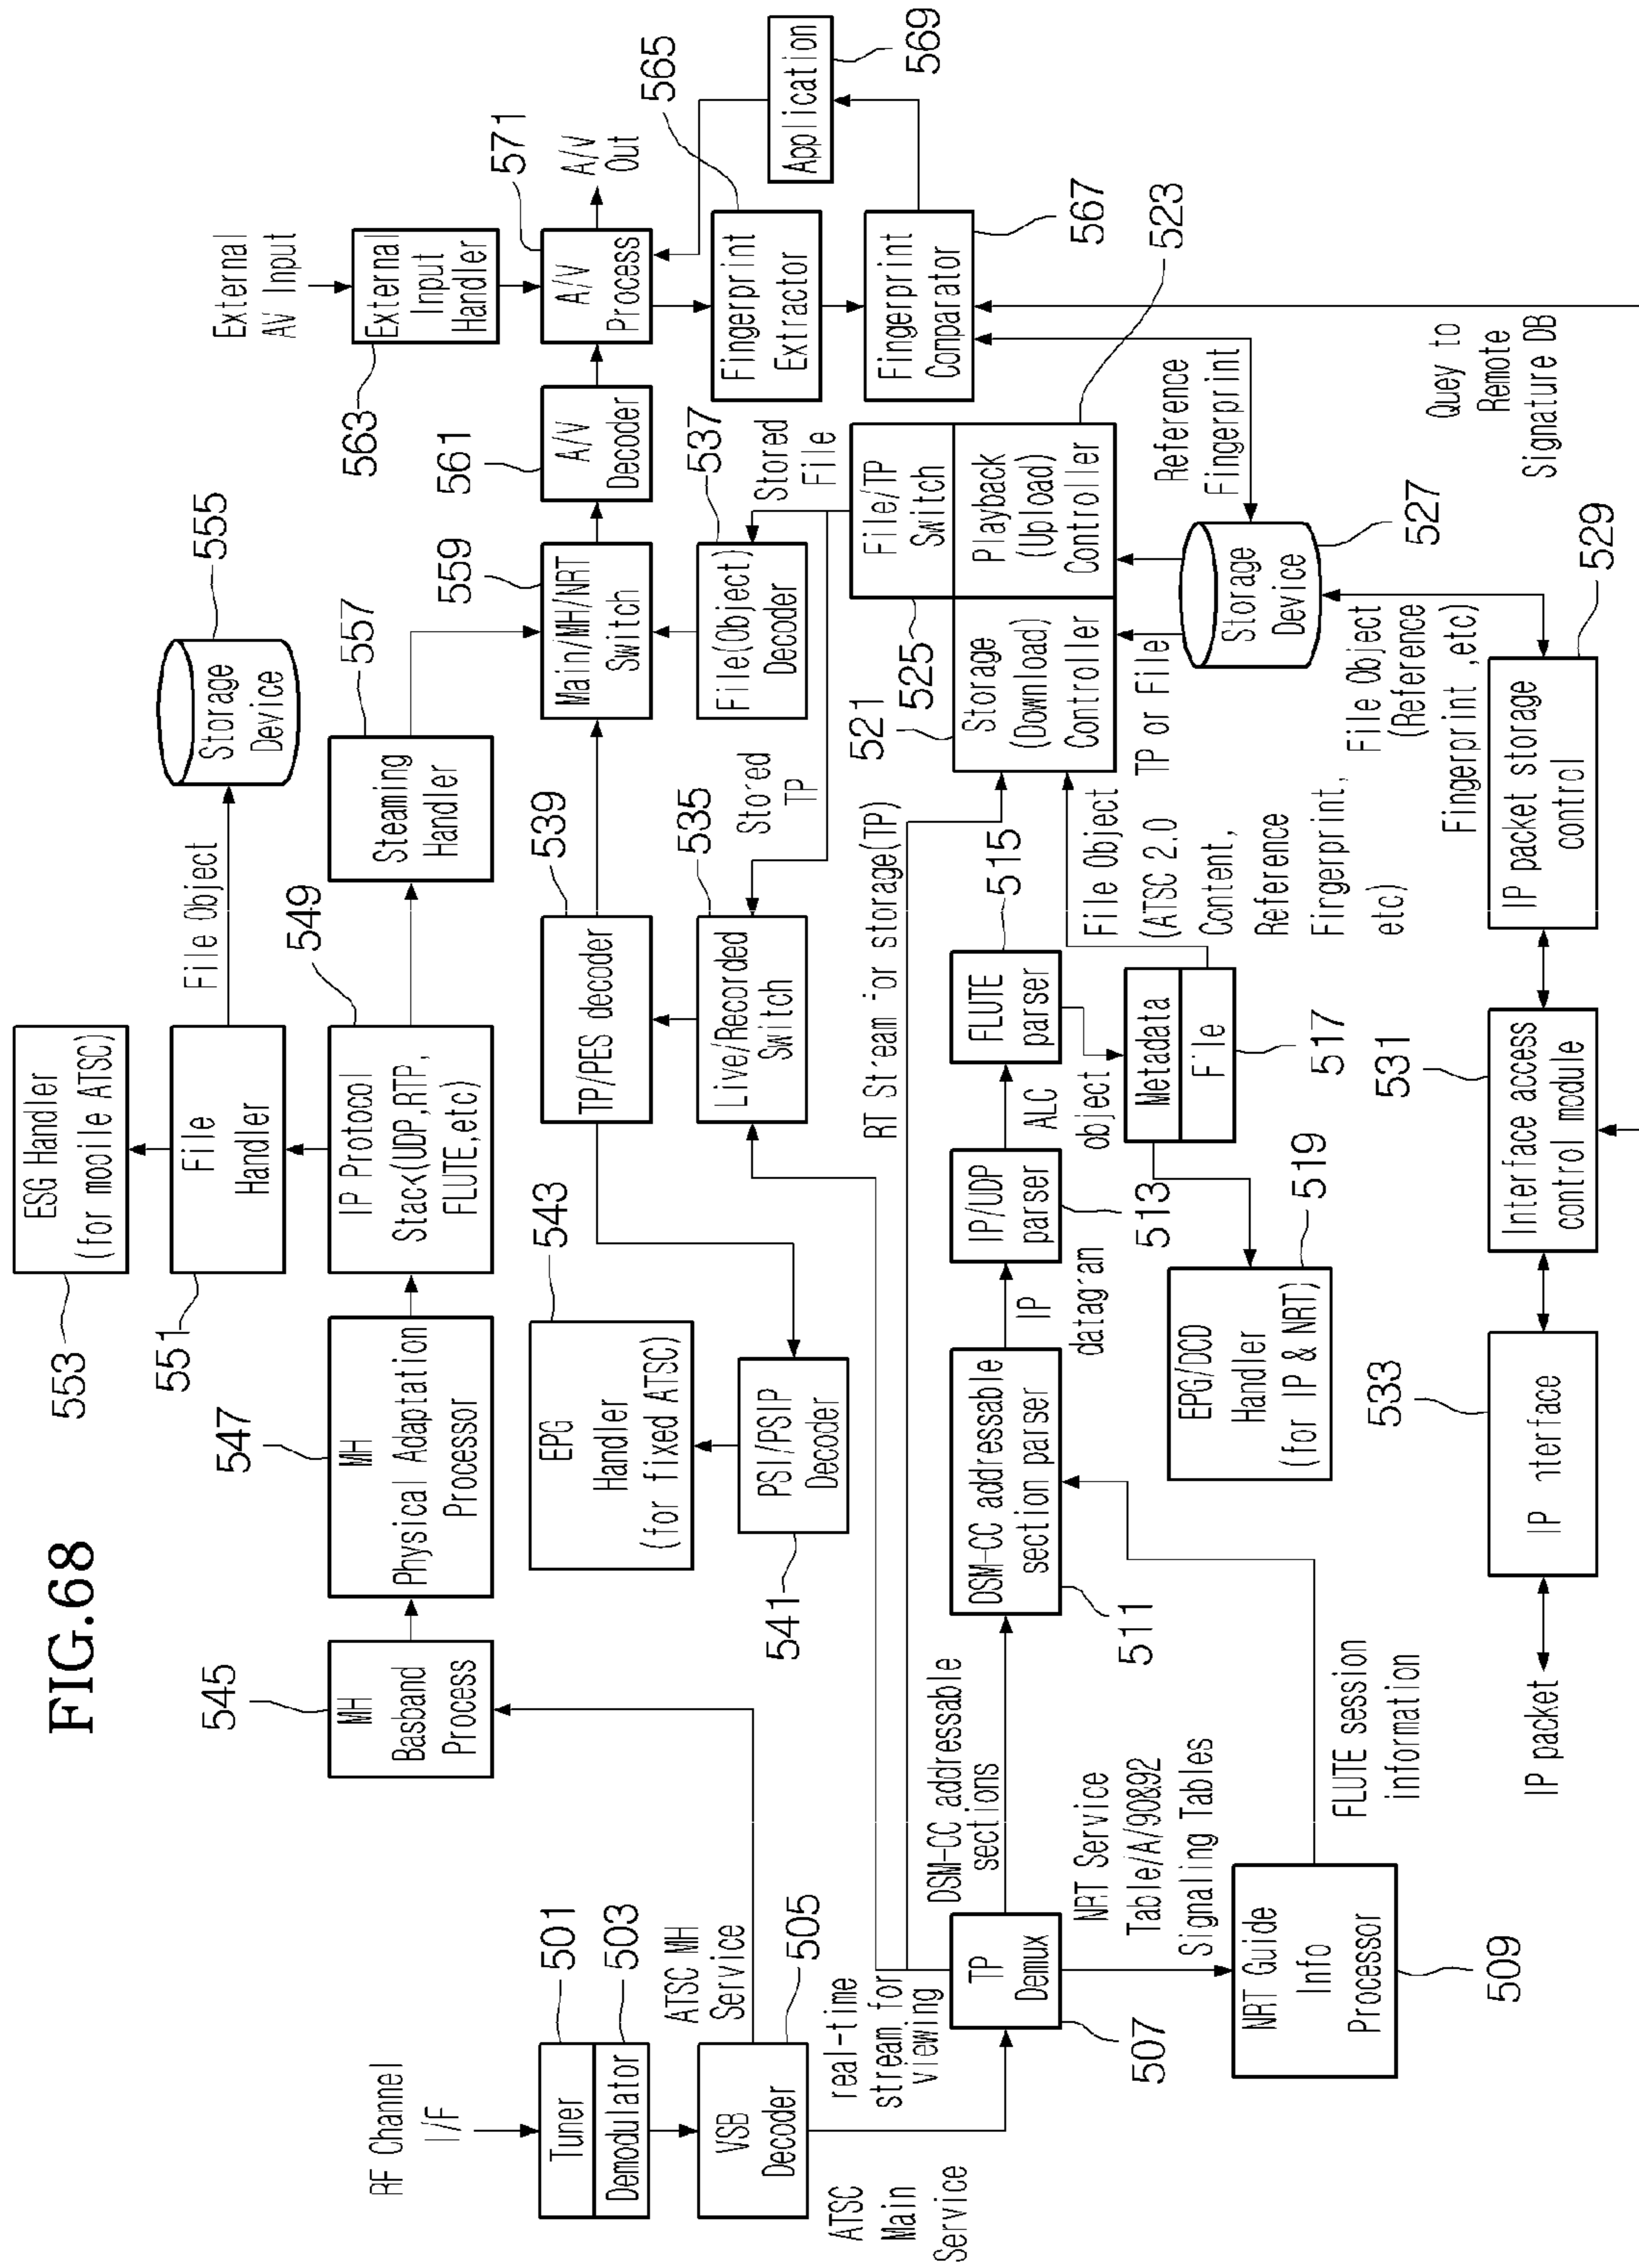 FIG.68
RF Channel
I/F
501
Tuner
503
Demodulator
505
VSB
Decoder
ATSC MH
Service
ATSC
Main
Service
545
MH
Basband
Process
547
MH
Physical Adaptation
Processor
549
IP Protocol
Stack(UDP,RTP,
FLUTE,etc)
551
File
Handler
553
ESG Handler
(for mobile ATSC)
File Object
555
Storage
Device
557
Steaming
Handler
543
EPG
Handler
(for fixed ATSC)
541
PSI/PSIP
Decoder
539
TP/PES decoder
535
Live/Recorded
Switch
Stored
TP
559
Main/MH/NRT
Switch
537
File(Object)
Decoder
Stored
File
561
A/V
Decoder
External
AV Input
563
External
Input
Handler
571
A/V
Process
A/V
Out
565
Fingerprint
Extractor
567
Fingerprint
Comparator
569
Application
real-time
stream for
viewing
507
TP
Demux
DSM-CC addressable
sections
NRT Service
Table/A/90&92
Signaling Tables
509
NRT Guide
Info
Processor
FLUTE session
information
511
DSM-CC addressable
section parser
IP
datagram
513
IP/UDP
parser
ALC
object
515
FLUTE
parser
517
Metadata
File
519
EPG/DCD
Handler
(for IP & NRT)
RT Stream for storage(TP)
File Object
(ATSC 2.0
Content,
Reference
Firgerprint,
etc)
521
Storage
(Download)
Controller
525
File/TP
Switch
523
Playback
(Upload)
Controller
TP or File
527
Storage
Device
Reference
Fingerprint
File Object
(Reference
Fingerprint ,etc)
529
IP packet storage
control
531
Interface access
control module
533
IP nterface
IP packet
Quey to
Remote
Signature DB